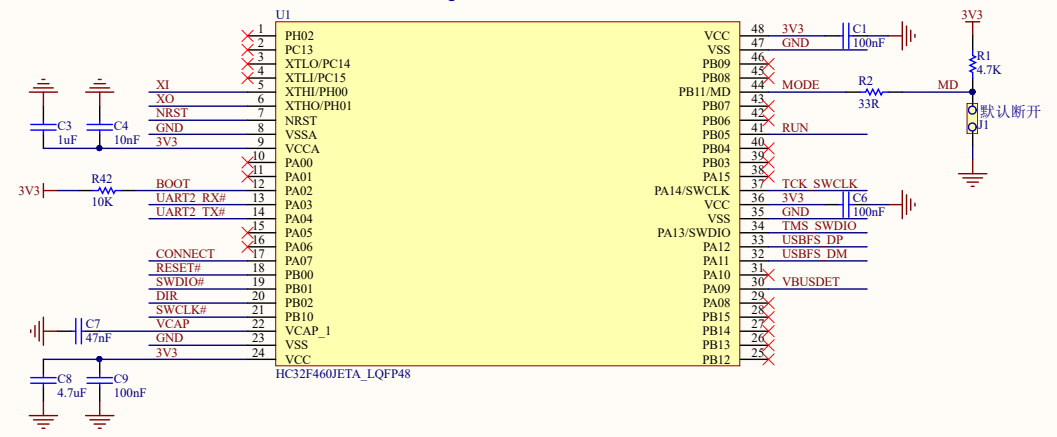 U1
1 PH02
2 PC13
3 XTLO/PC14
4 XTLI/PC15
XI 5 XTHI/PH00
XO 6 XTHO/PH01
NRST 7 NRST
GND 8 VSSA
3V3 9 VCCA
10 PA00
11 PA01
BOOT 12 PA02
UART2_RX# 13 PA03
UART2_TX# 14 PA04
15 PA05
16 PA06
CONNECT 17 PA07
RESET# 18 PB00
SWDIO# 19 PB01
DIR 20 PB02
SWCLK# 21 PB10
VCAP 22 VCAP_1
GND 23 VSS
3V3 24 VCC
HC32F460JETA_LQFP48
C3
1uF
C4
10nF
3V3
R42
10K
C7
47nF
C8
4.7uF
C9
100nF
VCC 48 3V3
VSS 47 GND
PB09 46
PB08 45
PB11/MD 44 MODE
PB07 43
PB06 42
PB05 41 RUN
PB04 40
PB03 39
PA15 38
PA14/SWCLK 37 TCK_SWCLK
VCC 36 3V3
VSS 35 GND
PA13/SWDIO 34 TMS_SWDIO
PA12 33 USBFS_DP
PA11 32 USBFS_DM
PA10 31
PA09 30 VBUSDET
PA08 29
PB15 28
PB14 27
PB13 26
PB12 25
C1
100nF
R2
33R
MD
C6
100nF
3V3
R1
4.7K
默认断开
J1